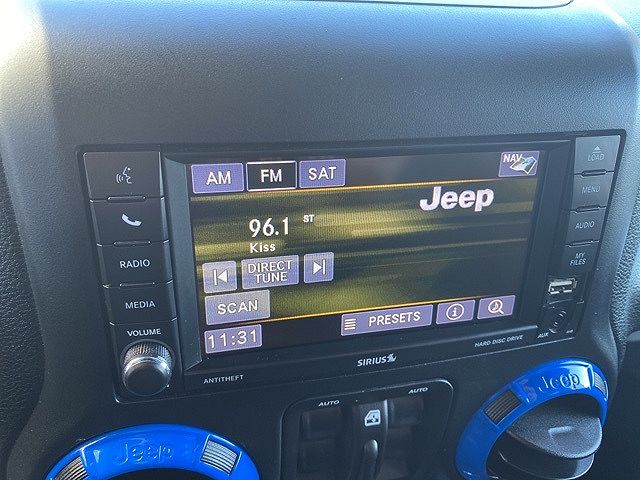 LOAD
MENU
AUDIO
MY
FILES
AUX
RADIO
MEDIA
VOLUME
ANTITHEFT
AM
FM
SAT
NAV
Jeep
96.1 ST
Kiss
DIRECT
TUNE
SCAN
PRESETS
11:31
SIRIUS
HARD DISC DRIVE
AUTO
AUTO
Jeep
Jeep